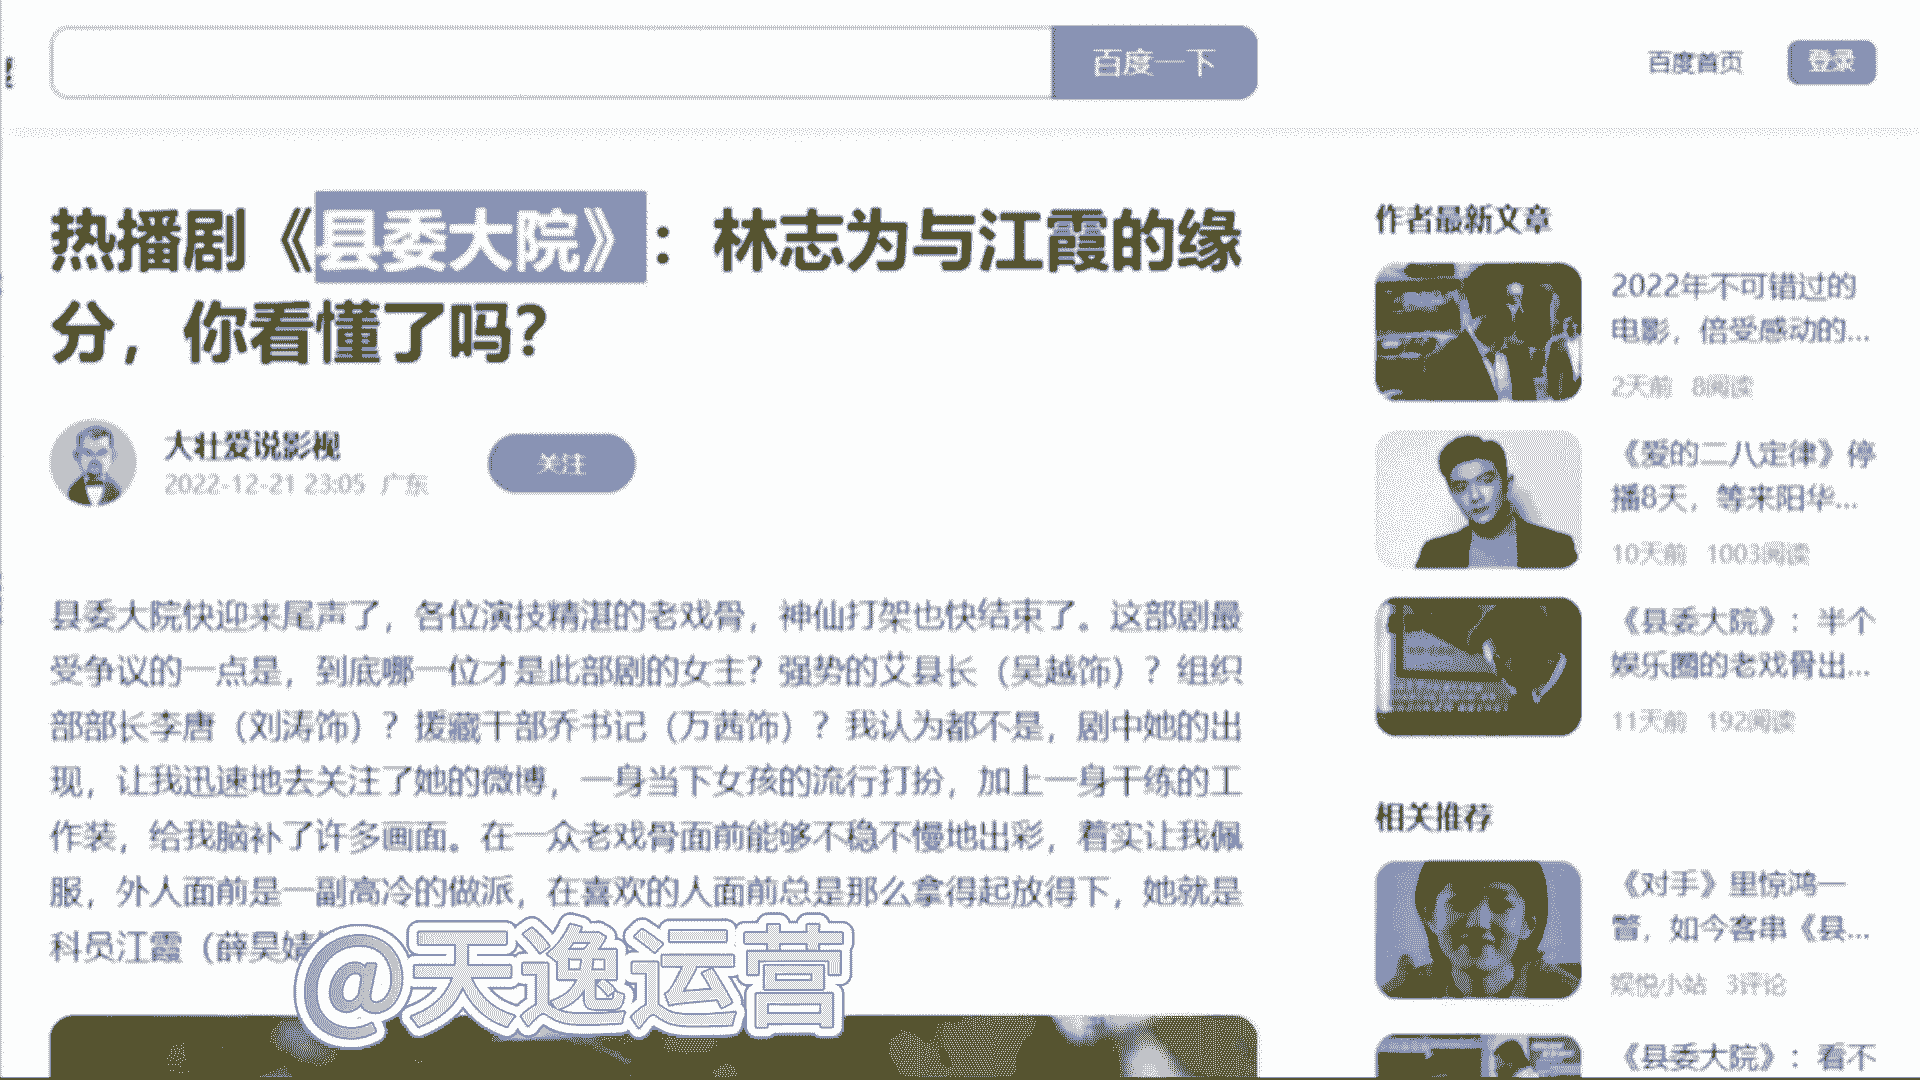 百度一下
百度首页
登录
热播剧《县委大院》：林志为与江霞的缘
分，你看懂了吗？
大壮爱说影视
2022-12-21 23:05 广东
关注
县委大院快迎来尾声了，各位演技精湛的老戏骨，神仙打架也快结束了。这部剧最
受争议的一点是，到底哪一位才是此部剧的女主？强势的艾县长（吴越饰）？组织
部部长李唐（刘涛饰）？援藏干部乔书记（万茜饰）？我认为都不是，剧中她的出
现，让我迅速地去关注了她的微博，一身当下女孩的流行打扮，加上一身干练的工
作装，给我脑补了许多画面。在一众老戏骨面前能够不稳不慢地出彩，着实让我佩
服，外人面前是一副高冷的做派，在喜欢的人面前总是那么拿得起放得下，她就是
科员江霞（薛昊婧
@天逸运营
作者最新文章
2022年不可错过的
电影，倍受感动的...
2天前 8阅读
《爱的二八定律》停
播8天，等来阳华...
10天前 1003阅读
《县委大院》：半个
娱乐圈的老戏骨出...
11天前 192阅读
相关推荐
《对手》里惊鸿一
瞥，如今客串《县...
娱悦小站 3评论
《县委大院》：看不